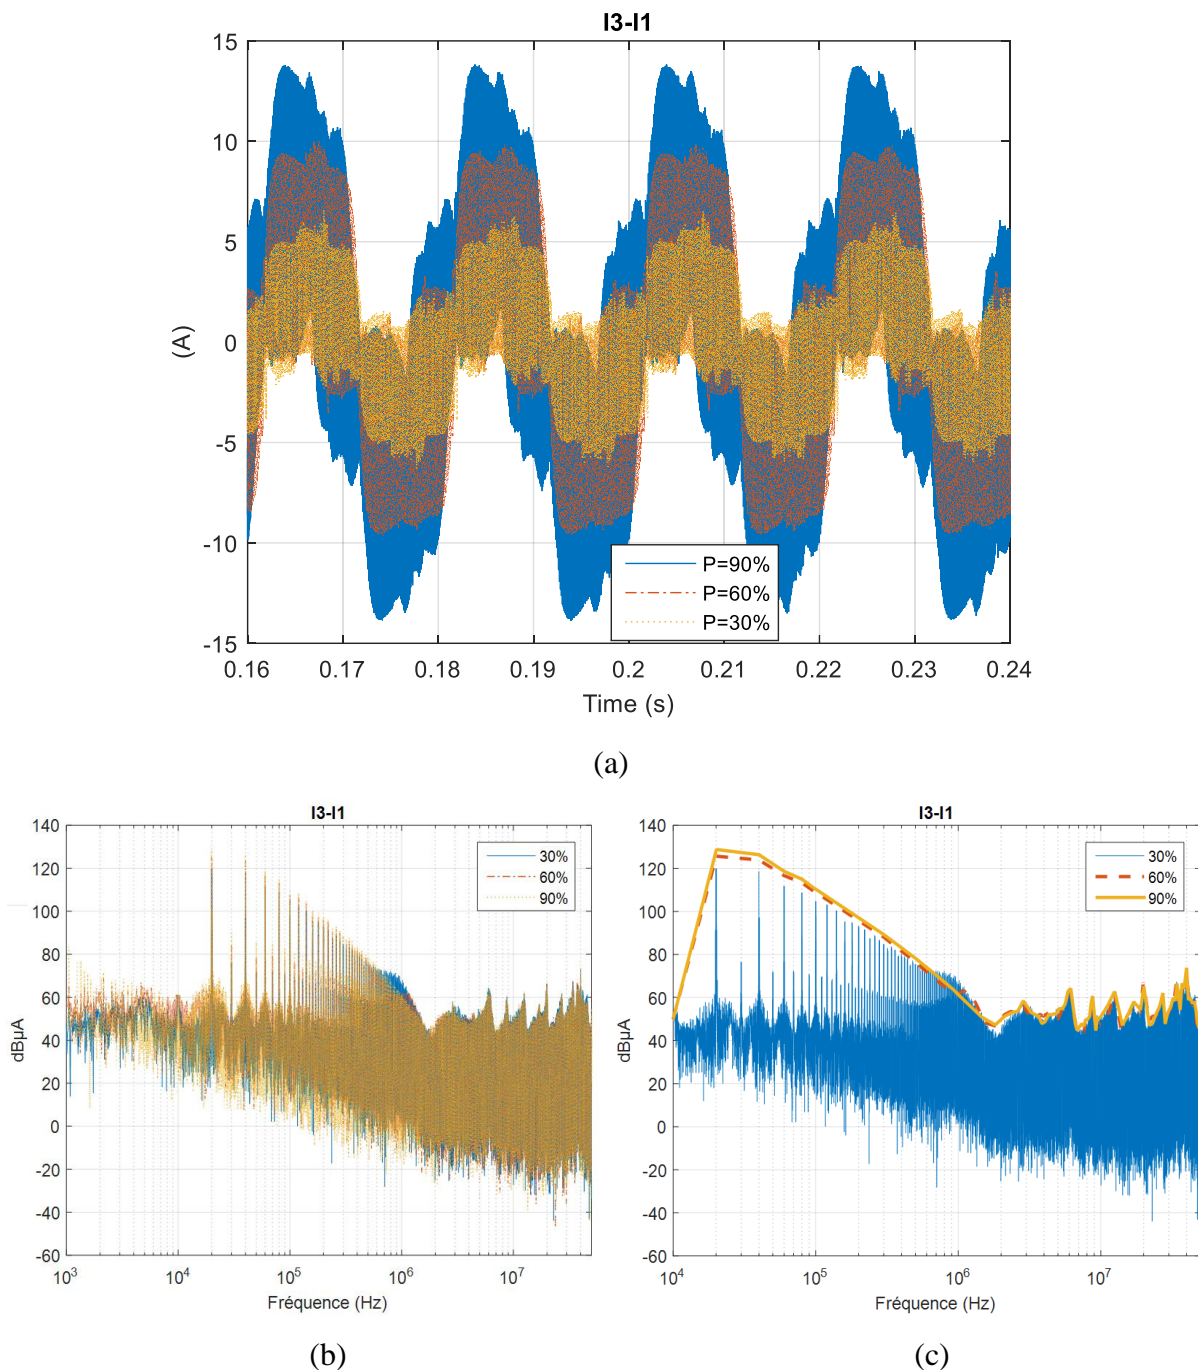 I3-I1
15
10
5
0
-5
-10
-15
(A)
P=90%
P=60%
P=30%
0.16 0.17 0.18 0.19 0.2 0.21 0.22 0.23 0.24
Time (s)
(a)
I3-I1
140
120
100
80
60
40
20
0
-20
-40
-60
dBµA
30%
60%
90%
10³ 10⁴ 10⁵ 10⁶ 10⁷
Fréquence (Hz)
(b)
I3-I1
140
120
100
80
60
40
20
0
-20
-40
-60
dBµA
30%
60%
90%
10⁴ 10⁵ 10⁶ 10⁷
Fréquence (Hz)
(c)